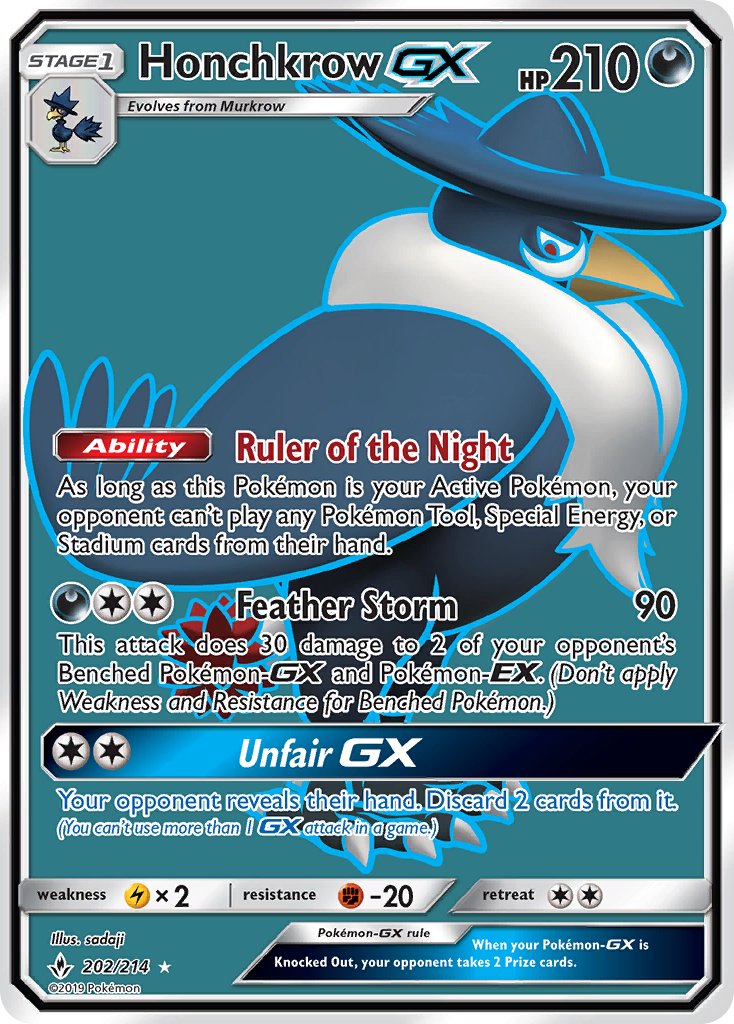 STAGE1 Honchkrow GX HP210
Evolves from Murkrow
Ability Ruler of the Night
As long as this Pokémon is your Active Pokémon, your
opponent can't play any Pokémon Tool, Special Energy, or
Stadium cards from their hand.
Feather Storm 90
This attack does 30 damage to 2 of your opponent's
Benched Pokémon-GX and Pokémon-EX. (Don't apply
Weakness and Resistance for Benched Pokémon.)
Unfair GX
Your opponent reveals their hand. Discard 2 cards from it.
(You can't use more than 1 GX attack in a game.)
weakness ×2 resistance -20 retreat
Illus. sadaji
Pokémon-GX rule
When your Pokémon-GX is
Knocked Out, your opponent takes 2 Prize cards.
202/214
©2019 Pokémon